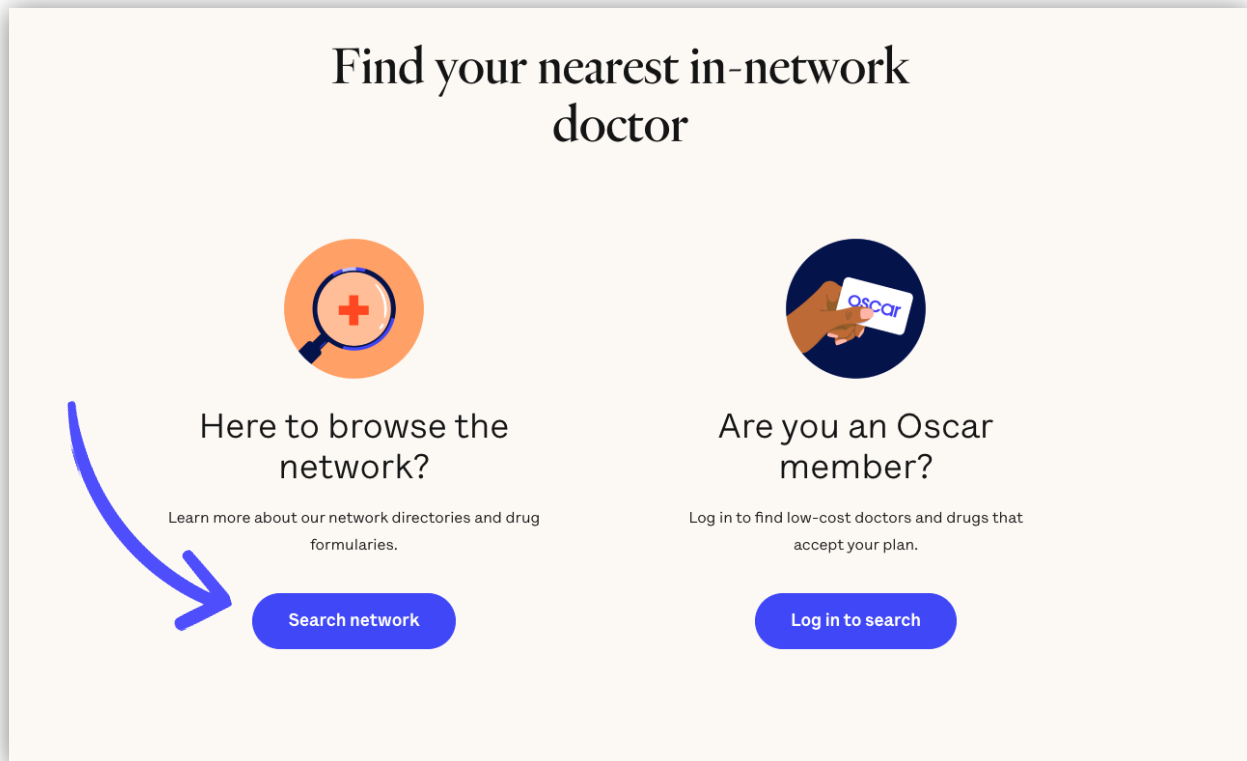 Find your nearest in-network
doctor
oscar
Here to browse the
network?
Learn more about our network directories and drug
formularies.
Search network
Are you an Oscar
member?
Log in to find low-cost doctors and drugs that
accept your plan.
Log in to search